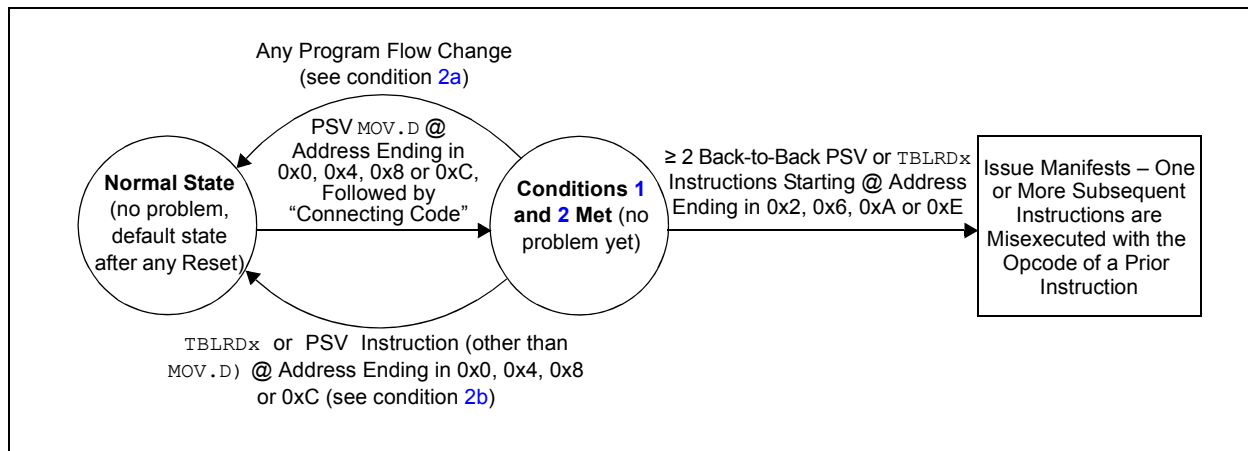 Any Program Flow Change
(see condition 2a)
PSV MOV.D @
Address Ending in
0x0, 0x4, 0x8 or 0xC,
Followed by
“Connecting Code”
Normal State
(no problem,
default state
after any Reset)
Conditions 1
and 2 Met (no
problem yet)
≥ 2 Back-to-Back PSV or TBLRDx
Instructions Starting @ Address
Ending in 0x2, 0x6, 0xA or 0xE
Issue Manifests – One
or More Subsequent
Instructions are
Misexecuted with the
Opcode of a Prior
Instruction
TBLRDx or PSV Instruction (other than
MOV.D) @ Address Ending in 0x0, 0x4, 0x8
or 0xC (see condition 2b)